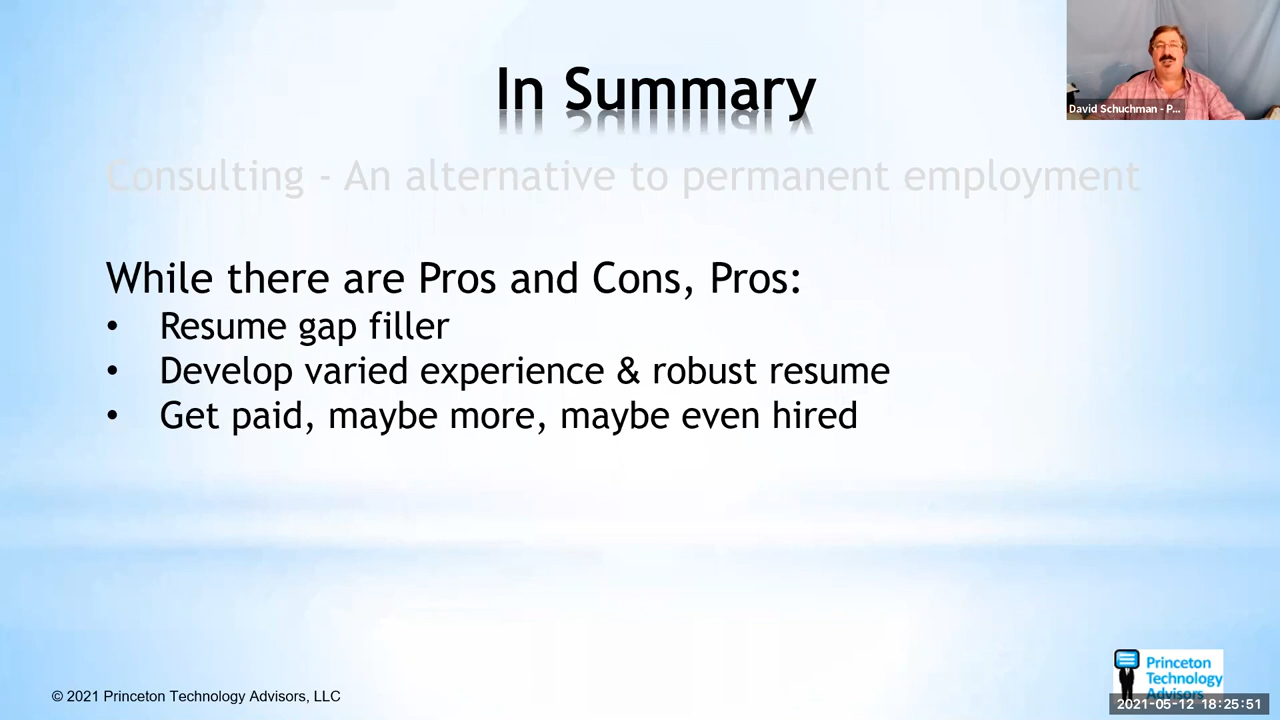 In Summary
David Schuchman - P...
Consulting - An alternative to permanent employment
While there are Pros and Cons, Pros:
• Resume gap filler
• Develop varied experience & robust resume
• Get paid, maybe more, maybe even hired
© 2021 Princeton Technology Advisors, LLC
Princeton
Technology
Advisors
2021-05-12 18:25:51